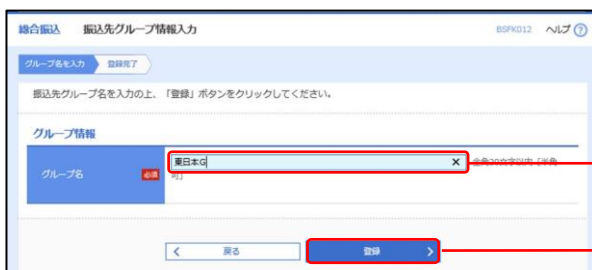 総合振込 振込先グループ情報入力 BSFK012 ヘルプ ?
グループ名を入力 登録完了
振込先グループ名を入力の上、「登録」ボタンをクリックしてください。
グループ情報
グループ名 必須 東日本G × 全角20文字以内［半角
可］
< 戻る 登録 >